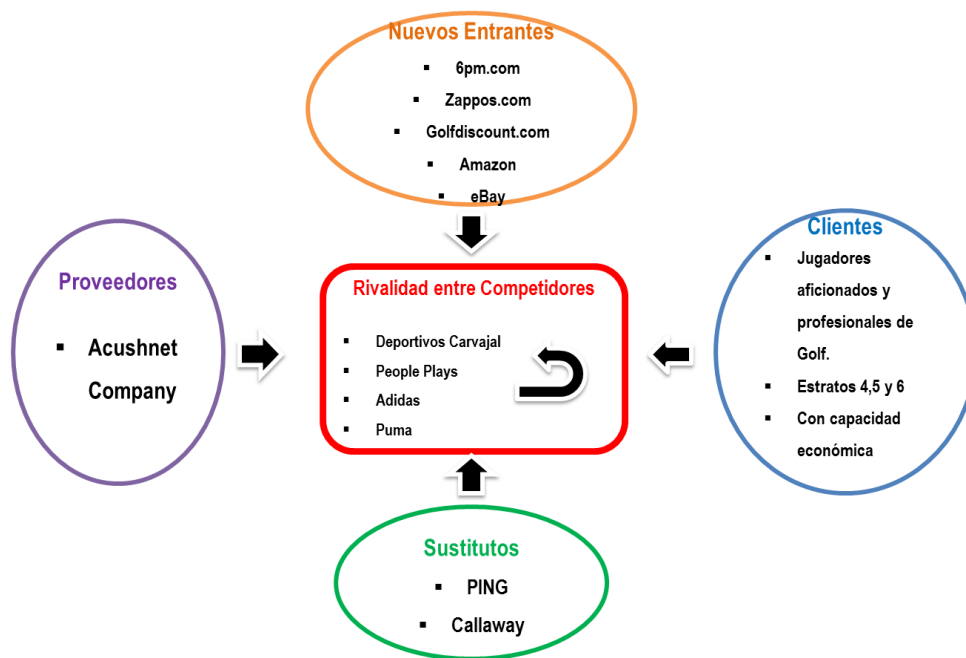 Nuevos Entrantes
▪ 6pm.com
▪ Zappos.com
▪ Golfdiscount.com
▪ Amazon
▪ eBay
Proveedores
▪ Acushnet
Company
Rivalidad entre Competidores
▪ Deportivos Carvajal
▪ People Plays
▪ Adidas
▪ Puma
Clientes
▪ Jugadores
aficionados y
profesionales de
Golf.
▪ Estratos 4,5 y 6
▪ Con capacidad
económica
Sustitutos
▪ PING
▪ Callaway